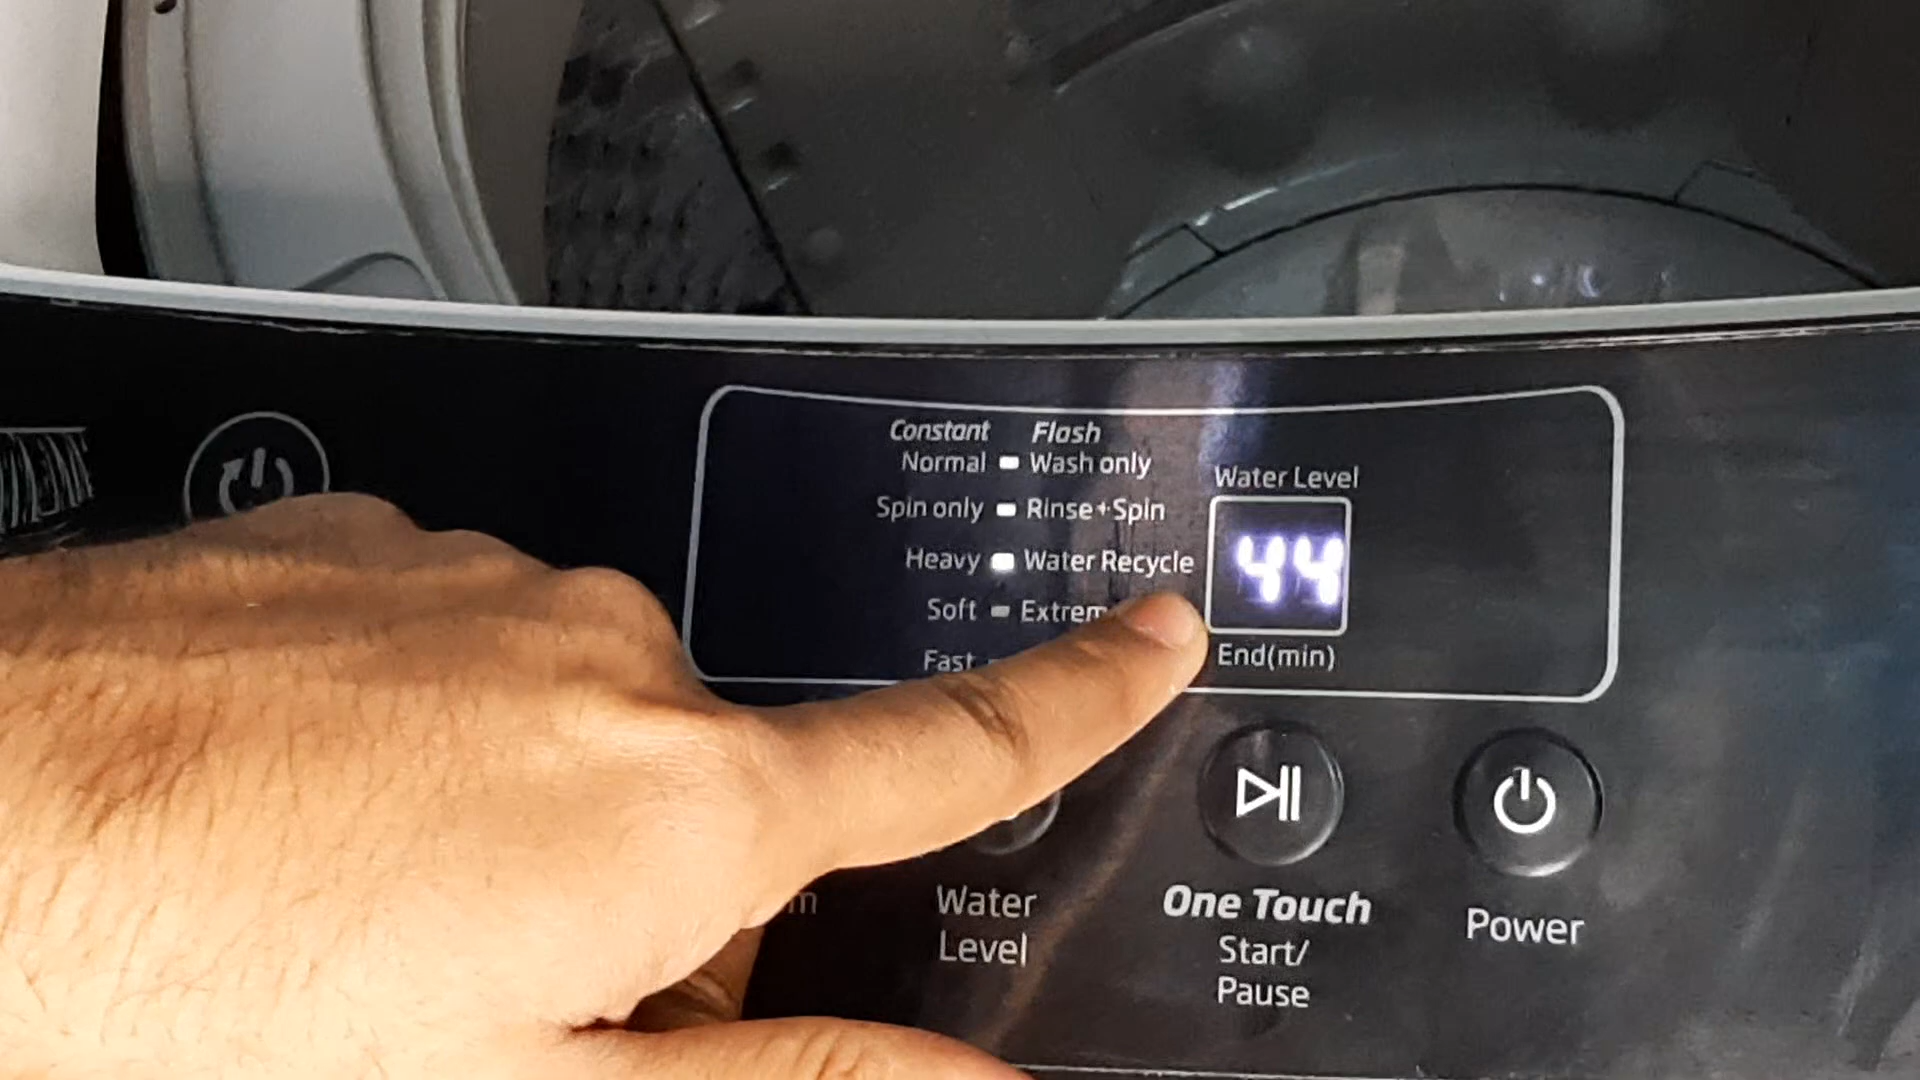 Constant Flash
Normal Wash only
Spin only Rinse+Spin
Heavy Water Recycle
Soft
Fast
Water Level
44
End(min)
Water
Level
One Touch
Start/
Pause
Power